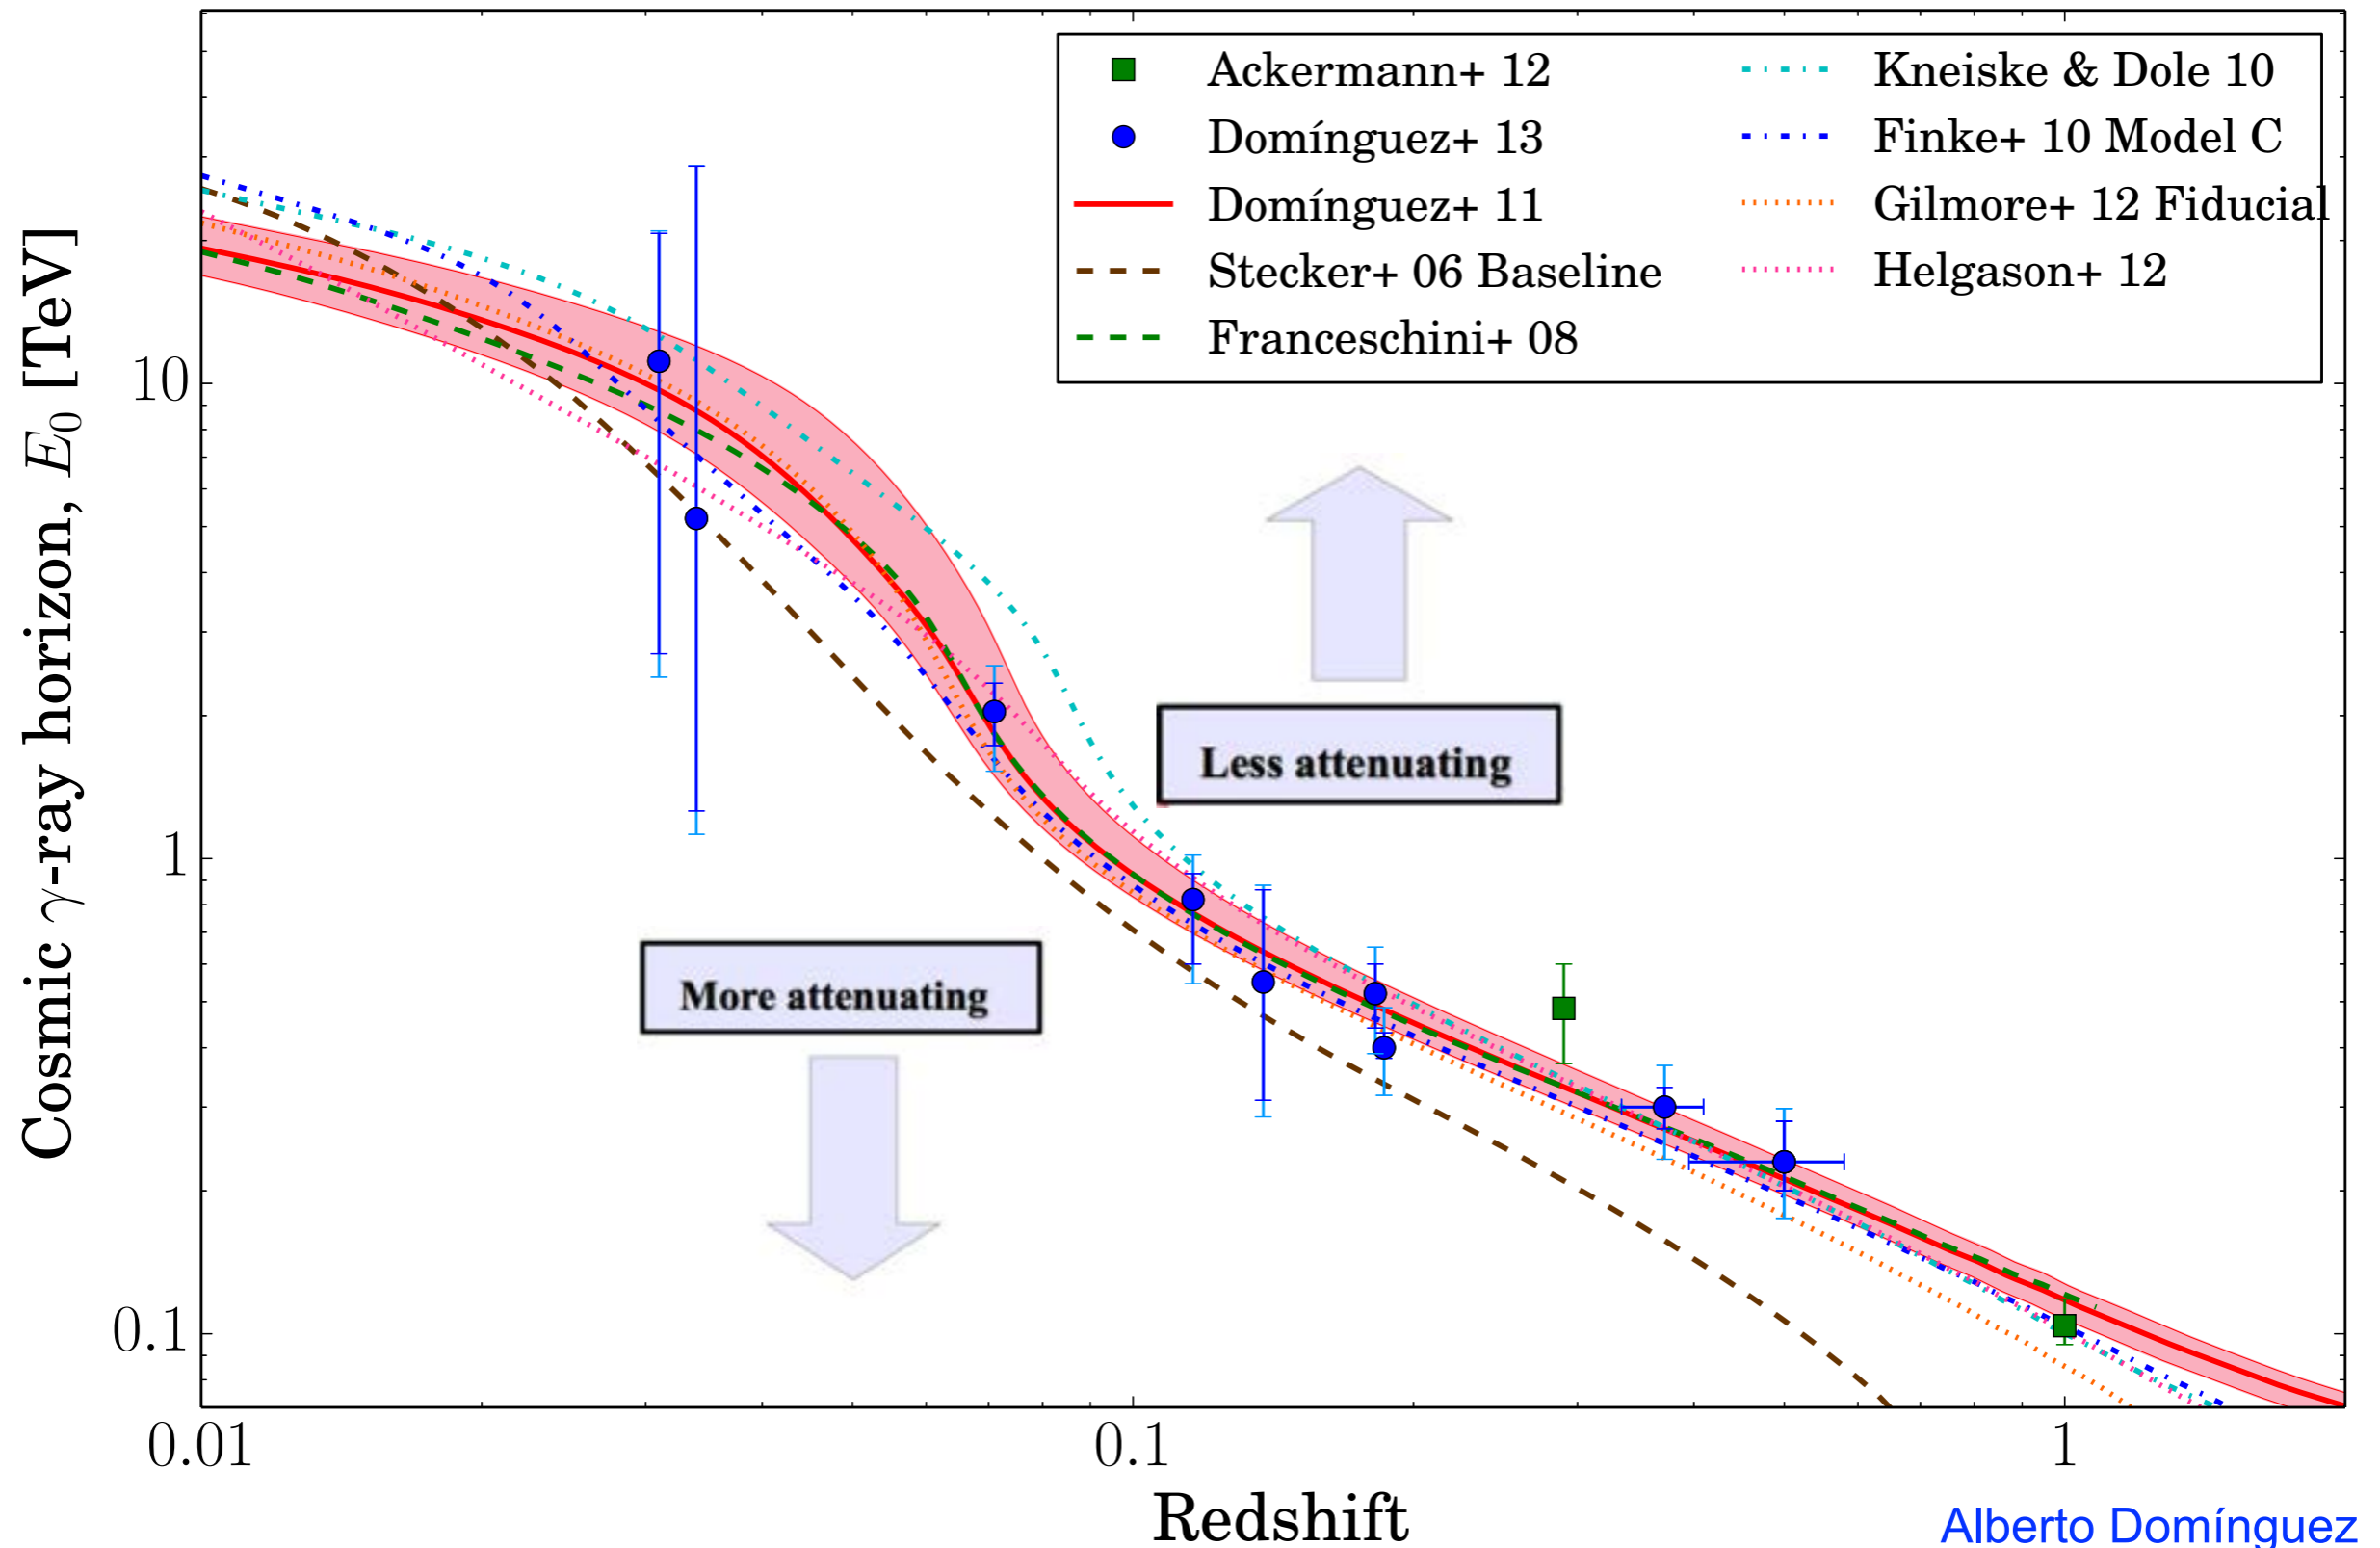 Ackermann+ 12
Domínguez+ 13
Domínguez+ 11
Stecker+ 06 Baseline
Franceschini+ 08
Kneiske & Dole 10
Finke+ 10 Model C
Gilmore+ 12 Fiducial
Helgason+ 12
Cosmic γ-ray horizon, E₀ [TeV]
10
1
0.1
Less attenuating
More attenuating
0.01
0.1
1
Redshift
Alberto Domínguez